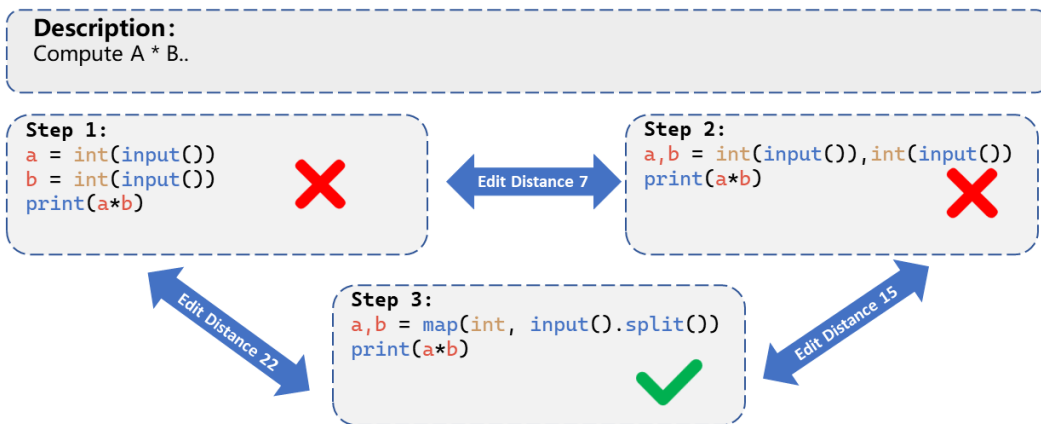 Description:
Compute A * B..
Step 1:
a = int(input())
b = int(input())
print(a*b)
Edit Distance 7
Step 2:
a,b = int(input()),int(input())
print(a*b)
Edit Distance 22
Step 3:
a,b = map(int, input().split())
print(a*b)
Edit Distance 15